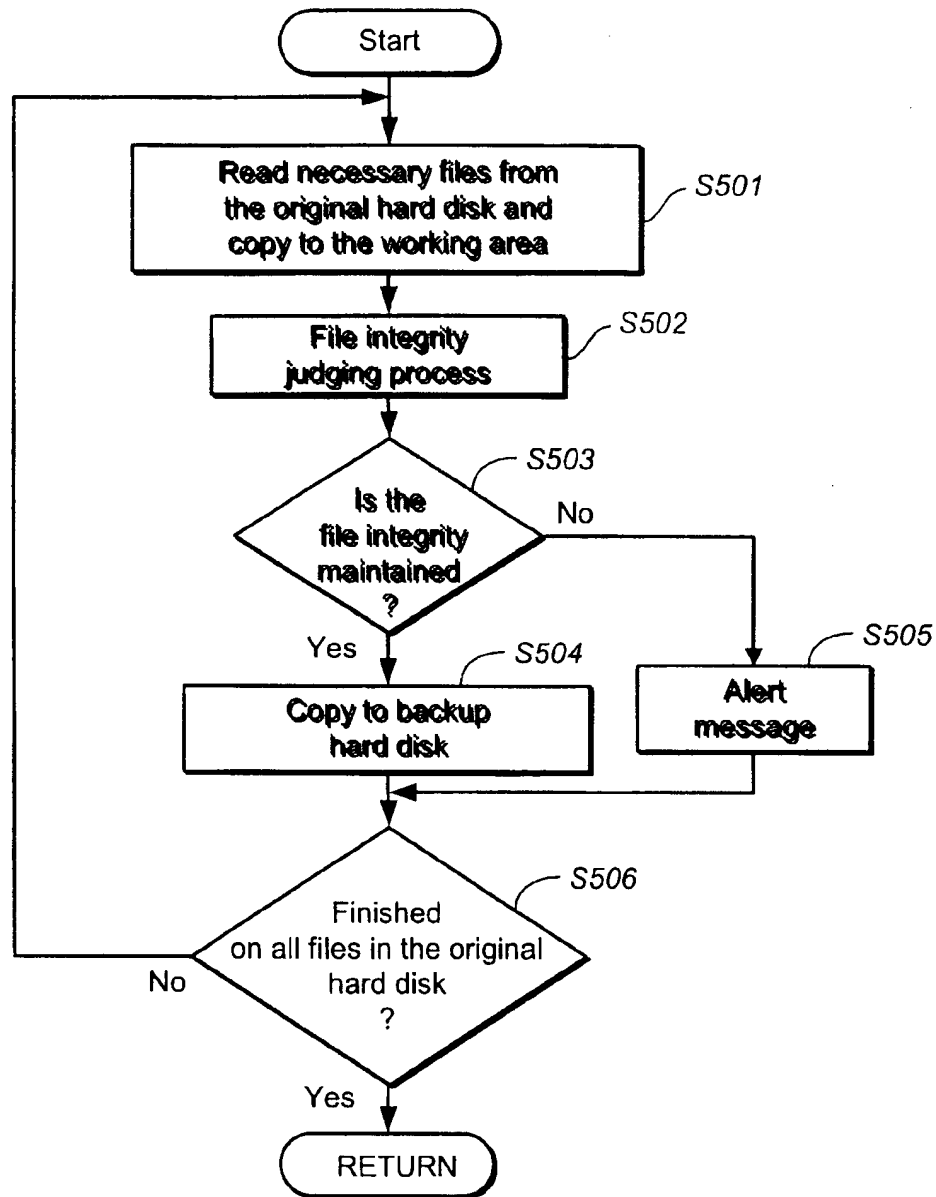 Start
Read necessary files from
the original hard disk and
copy to the working area
S501
File integrity
judging process
S502
S503
Is the
file integrity
maintained
?
No
Yes
S504
Copy to backup
hard disk
S505
Alert
message
S506
Finished
on all files in the original
hard disk
?
No
Yes
RETURN